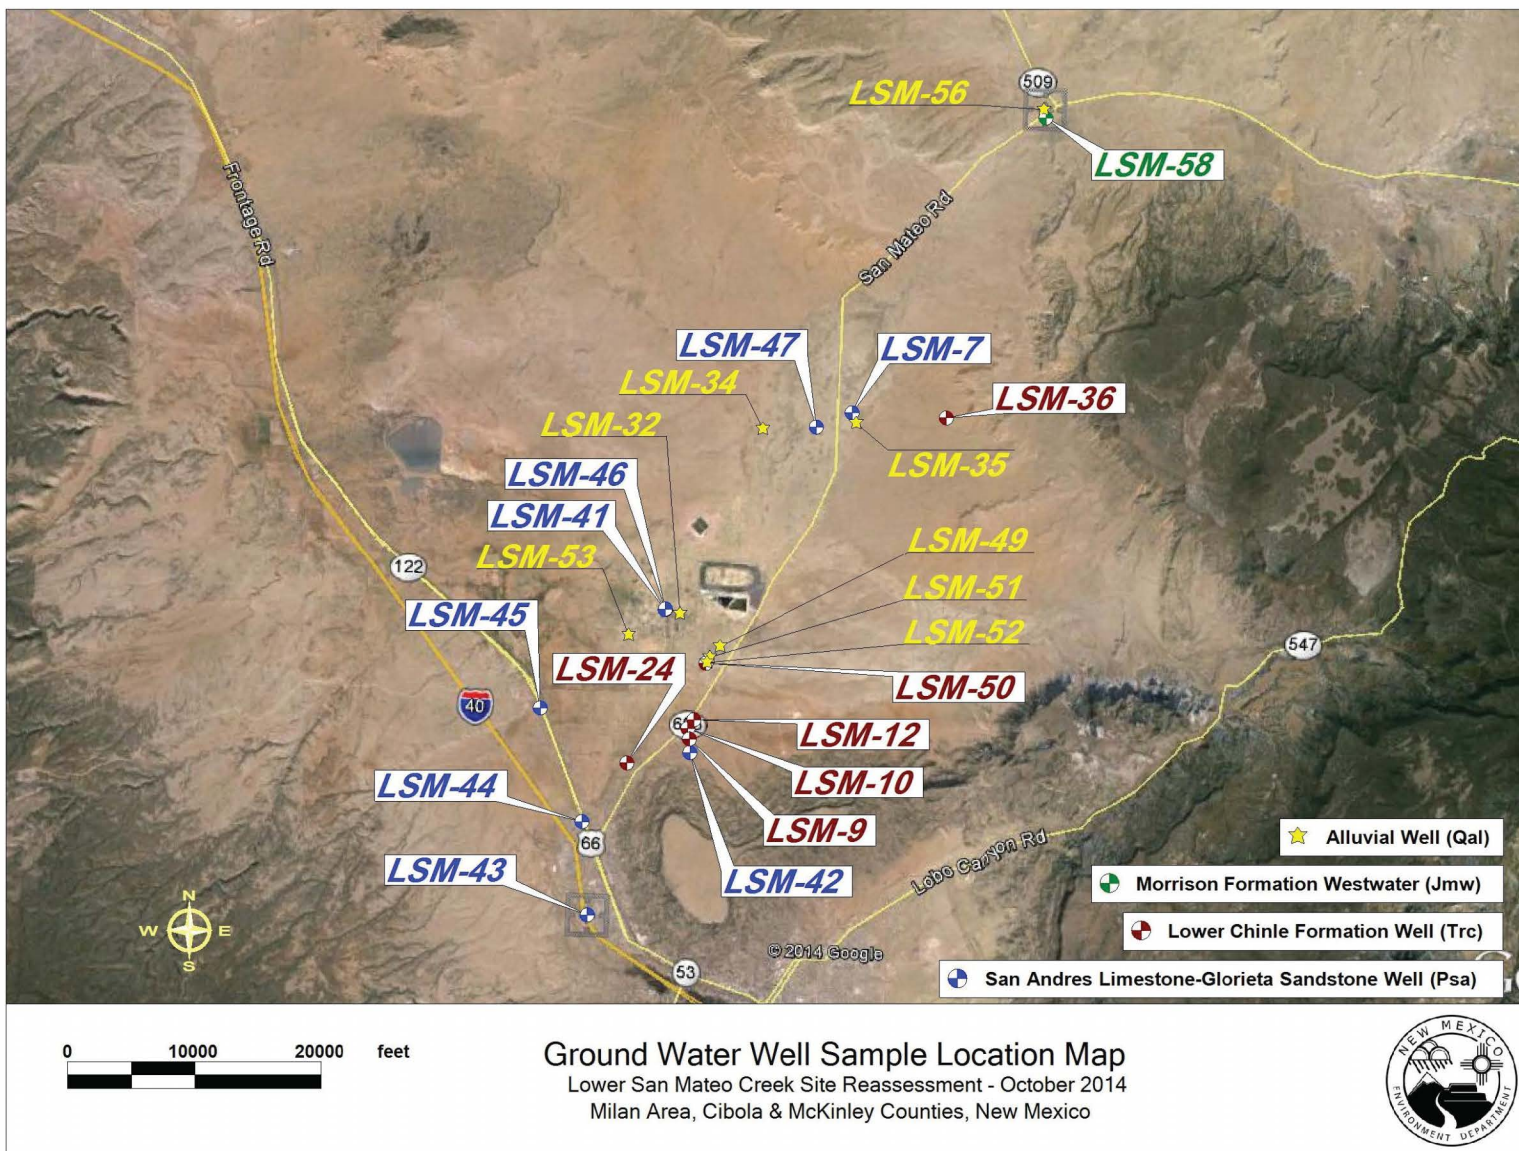 509
LSM-56
LSM-58
Frontage Rd
San Mateo Rd
LSM-47
LSM-7
LSM-34
LSM-36
LSM-32
LSM-35
LSM-46
LSM-41
LSM-53
LSM-49
122
LSM-51
LSM-45
LSM-52
547
LSM-24
LSM-50
40
LSM-12
LSM-10
LSM-44
LSM-9
66
LSM-43
LSM-42
Lobo Canyon Rd
Alluvial Well (Qal)
Morrison Formation Westwater (Jmw)
Lower Chinle Formation Well (Trc)
San Andres Limestone-Glorieta Sandstone Well (Psa)
N
W E
S
© 2014 Google
53
0 10000 20000 feet
Ground Water Well Sample Location Map
Lower San Mateo Creek Site Reassessment - October 2014
Milan Area, Cibola & McKinley Counties, New Mexico
NEW MEXICO
ENVIRONMENT DEPARTMENT